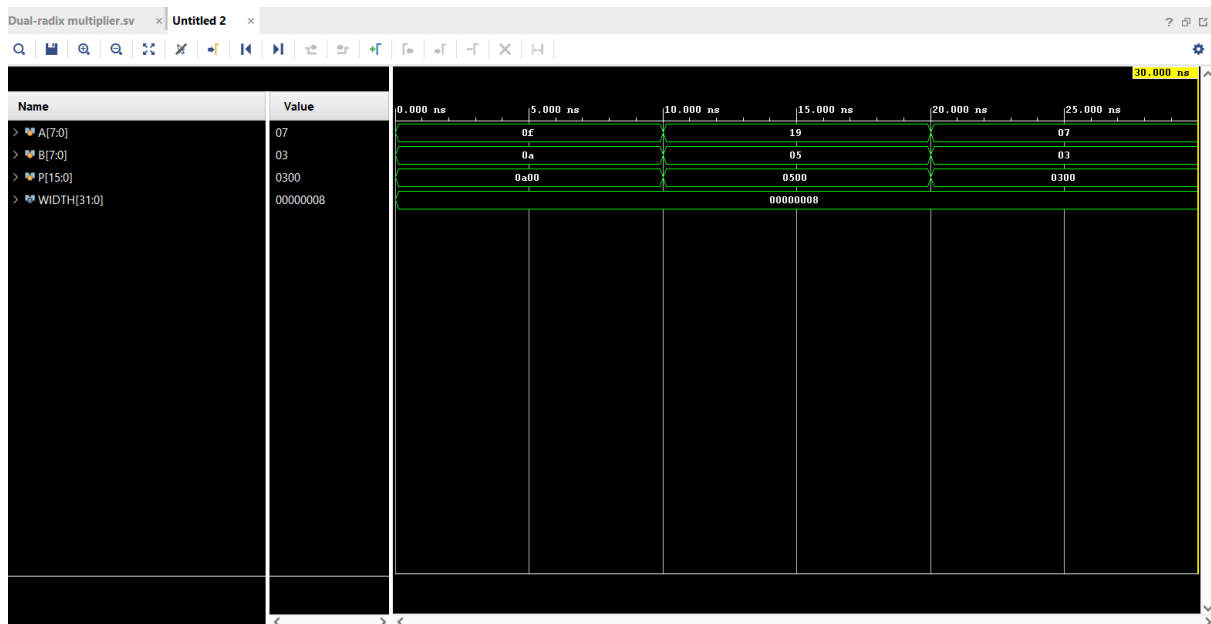 Dual-radix multiplier.sv × Untitled 2 × ?
30.000 ns
Name Value 0.000 ns 5.000 ns 10.000 ns 15.000 ns 20.000 ns 25.000 ns
A[7:0] 07 0f 19 07
B[7:0] 03 0a 05 03
P[15:0] 0300 0a00 0500 0300
WIDTH[31:0] 00000008 00000008